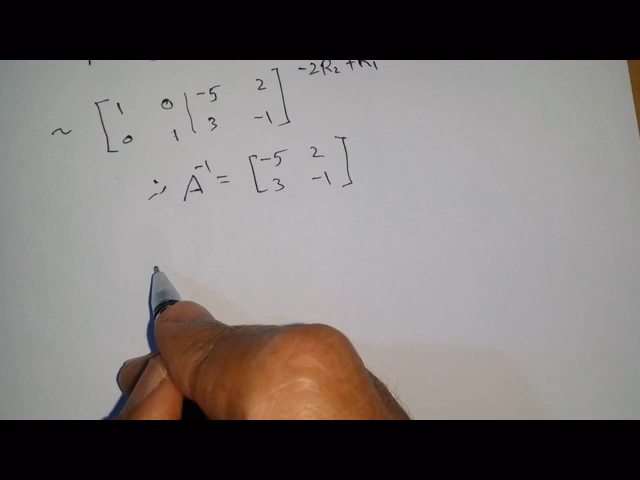 -2R₂+R₁
~ [1 0 | -5 2]
[0 1 | 3 -1]
∴ A⁻¹ = [-5 2]
[3 -1]